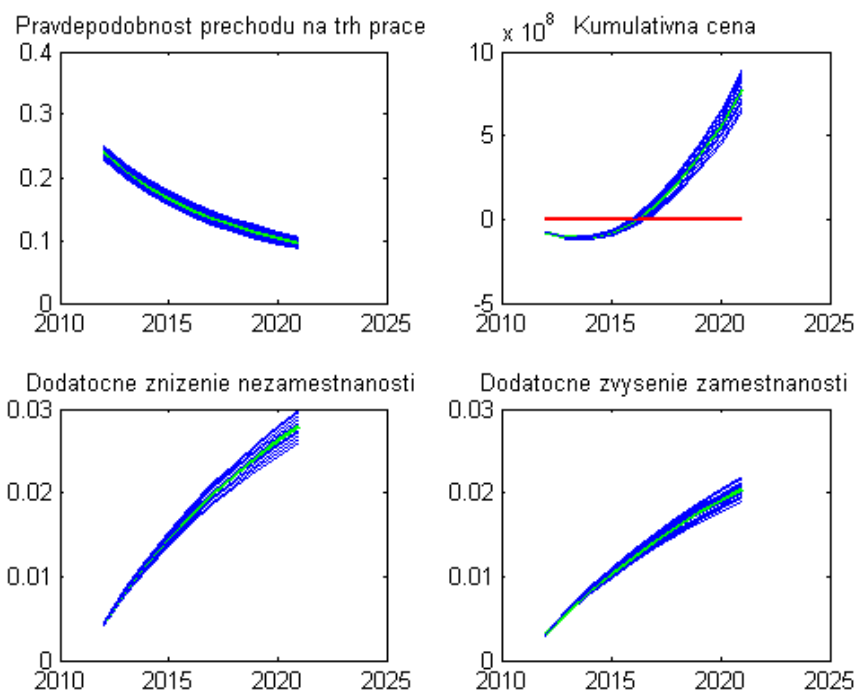 Pravdepodobnost prechodu na trh prace
0.4
0.3
0.2
0.1
0
2010 2015 2020 2025
x 10^8 Kumulativna cena
10
5
0
-5
2010 2015 2020 2025
Dodatocne znizenie nezamestnanosti
0.03
0.02
0.01
0
2010 2015 2020 2025
Dodatocne zvysenie zamestnanosti
0.03
0.02
0.01
0
2010 2015 2020 2025